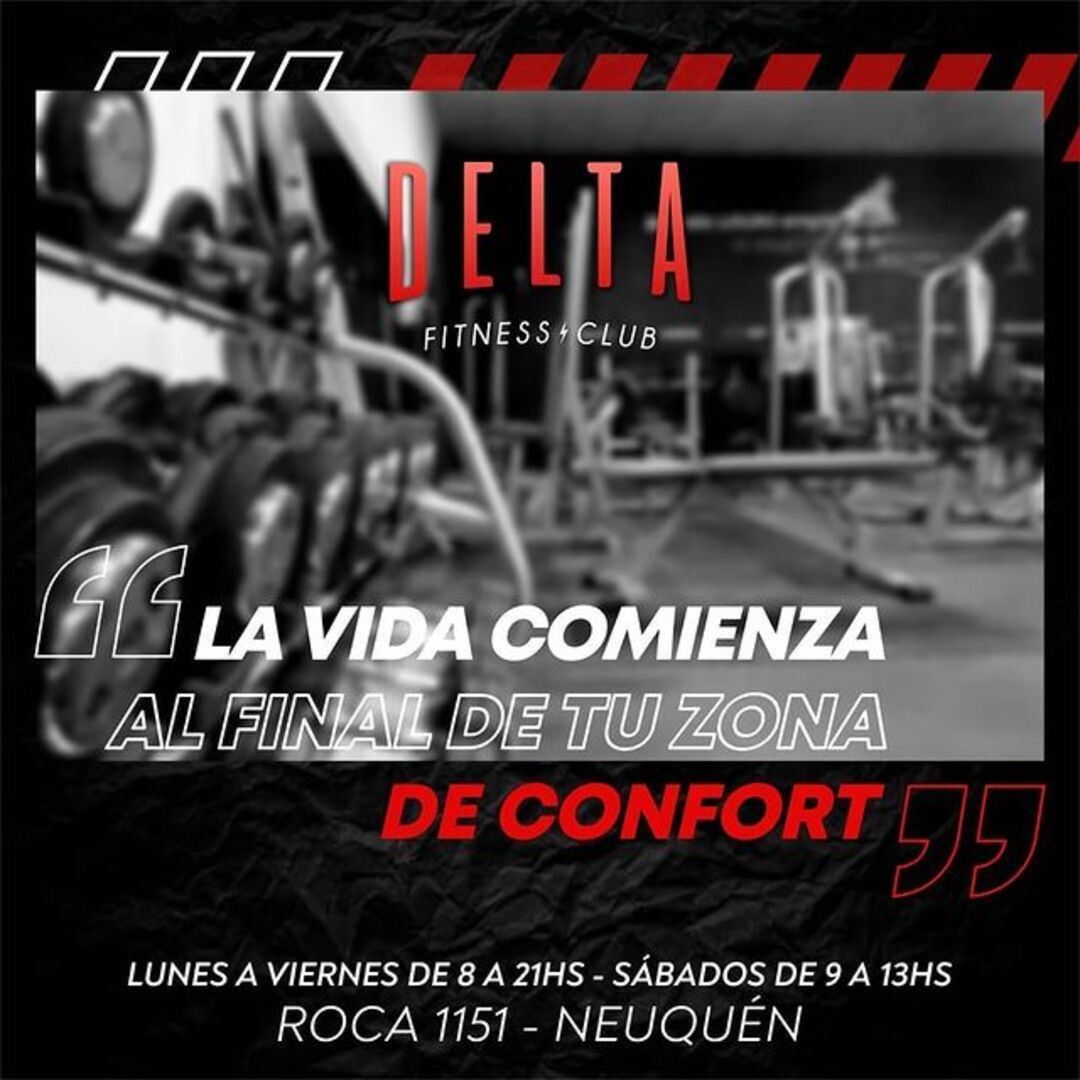 DELTA
FITNESS CLUB
LA VIDA COMIENZA
AL FINAL DE TU ZONA
DE CONFORT
LUNES A VIERNES DE 8 A 21HS - SÁBADOS DE 9 A 13HS
ROCA 1151 - NEUQUÉN